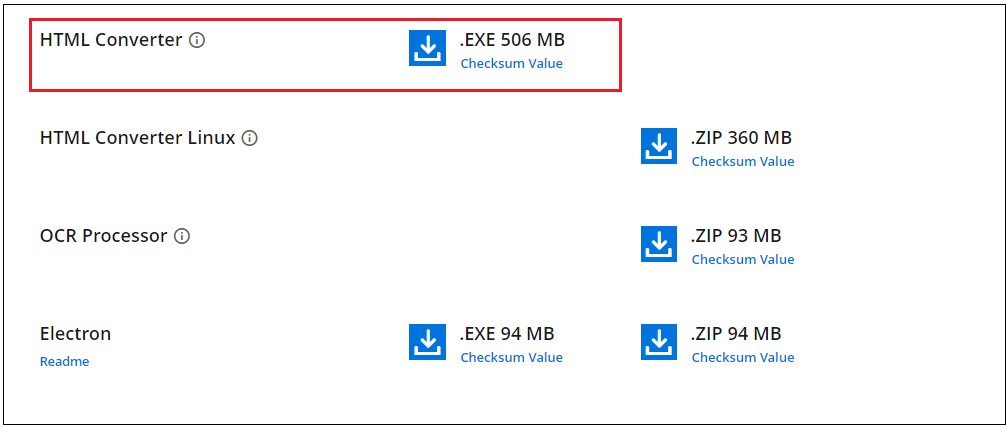 HTML Converter
.EXE 506 MB
Checksum Value
HTML Converter Linux
.ZIP 360 MB
Checksum Value
OCR Processor
.ZIP 93 MB
Checksum Value
Electron
.EXE 94 MB
.ZIP 94 MB
Readme
Checksum Value
Checksum Value